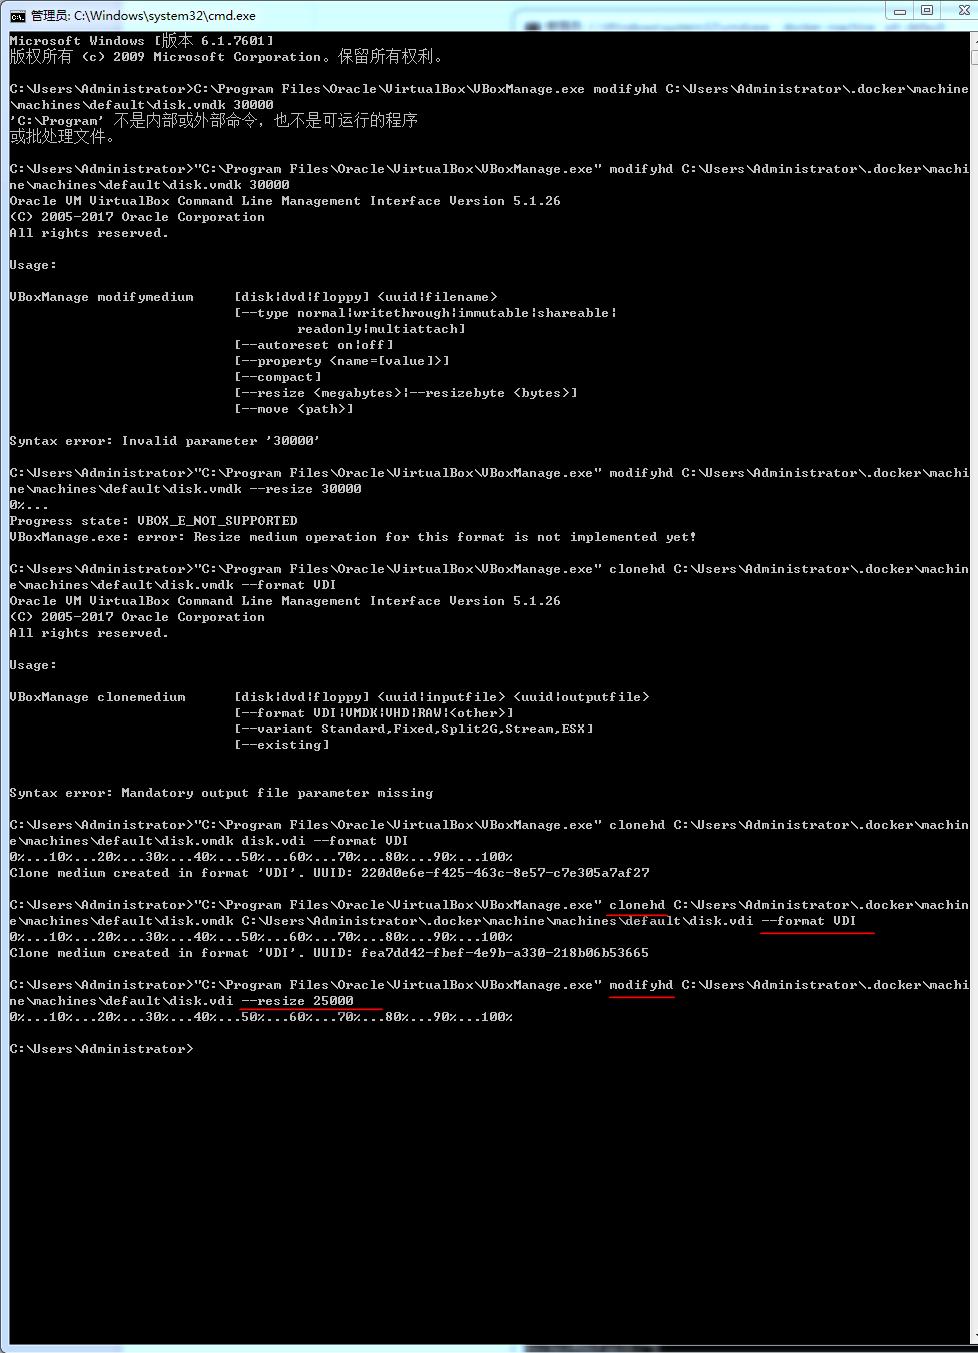 管理员: C:\Windows\system32\cmd.exe
Microsoft Windows [版本 6.1.7601]
版权所有 (c) 2009 Microsoft Corporation。保留所有权利。
C:\Users\Administrator>C:\Program Files\Oracle\VirtualBox\VBoxManage.exe modifyhd C:\Users\Administrator\.docker\machine
\machines\default\disk.vmdk 30000
'C:\Program' 不是内部或外部命令，也不是可运行的程序
或批处理文件。
C:\Users\Administrator>"C:\Program Files\Oracle\VirtualBox\VBoxManage.exe" modifyhd C:\Users\Administrator\.docker\machi
ne\machines\default\disk.vmdk 30000
Oracle VM VirtualBox Command Line Management Interface Version 5.1.26
(C) 2005-2017 Oracle Corporation
All rights reserved.
Usage:
VBoxManage modifymedium     [disk|dvd|floppy] <uuid|filename>
[--type normal|writethrough|immutable|shareable|
readonly|multiattach]
[--autoreset on|off]
[--property <name=[value]>]
[--compact]
[--resize <megabytes>|--resizebyte <bytes>]
[--move <path>]
Syntax error: Invalid parameter '30000'
C:\Users\Administrator>"C:\Program Files\Oracle\VirtualBox\VBoxManage.exe" modifyhd C:\Users\Administrator\.docker\machi
ne\machines\default\disk.vmdk --resize 30000
0%...
Progress state: VBOX_E_NOT_SUPPORTED
VBoxManage.exe: error: Resize medium operation for this format is not implemented yet!
C:\Users\Administrator>"C:\Program Files\Oracle\VirtualBox\VBoxManage.exe" clonehd C:\Users\Administrator\.docker\machin
e\machines\default\disk.vmdk --format VDI
Oracle VM VirtualBox Command Line Management Interface Version 5.1.26
(C) 2005-2017 Oracle Corporation
All rights reserved.
Usage:
VBoxManage clonemedium      [disk|dvd|floppy] <uuid|inputfile> <uuid|outputfile>
[--format VDI|VMDK|VHD|RAW|<other>]
[--variant Standard,Fixed,Split2G,Stream,ESX]
[--existing]
Syntax error: Mandatory output file parameter missing
C:\Users\Administrator>"C:\Program Files\Oracle\VirtualBox\VBoxManage.exe" clonehd C:\Users\Administrator\.docker\machin
e\machines\default\disk.vmdk disk.vdi --format VDI
0%...10%...20%...30%...40%...50%...60%...70%...80%...90%...100%
Clone medium created in format 'VDI'. UUID: 220d0e6e-f425-463c-8e57-c7e305a7af27
C:\Users\Administrator>"C:\Program Files\Oracle\VirtualBox\VBoxManage.exe" clonehd C:\Users\Administrator\.docker\machin
e\machines\default\disk.vmdk C:\Users\Administrator\.docker\machine\machines\default\disk.vdi --format VDI
0%...10%...20%...30%...40%...50%...60%...70%...80%...90%...100%
Clone medium created in format 'VDI'. UUID: fea7dd42-fbef-4e9b-a330-218b06b53665
C:\Users\Administrator>"C:\Program Files\Oracle\VirtualBox\VBoxManage.exe" modifyhd C:\Users\Administrator\.docker\machi
ne\machines\default\disk.vdi --resize 25000
0%...10%...20%...30%...40%...50%...60%...70%...80%...90%...100%
C:\Users\Administrator>